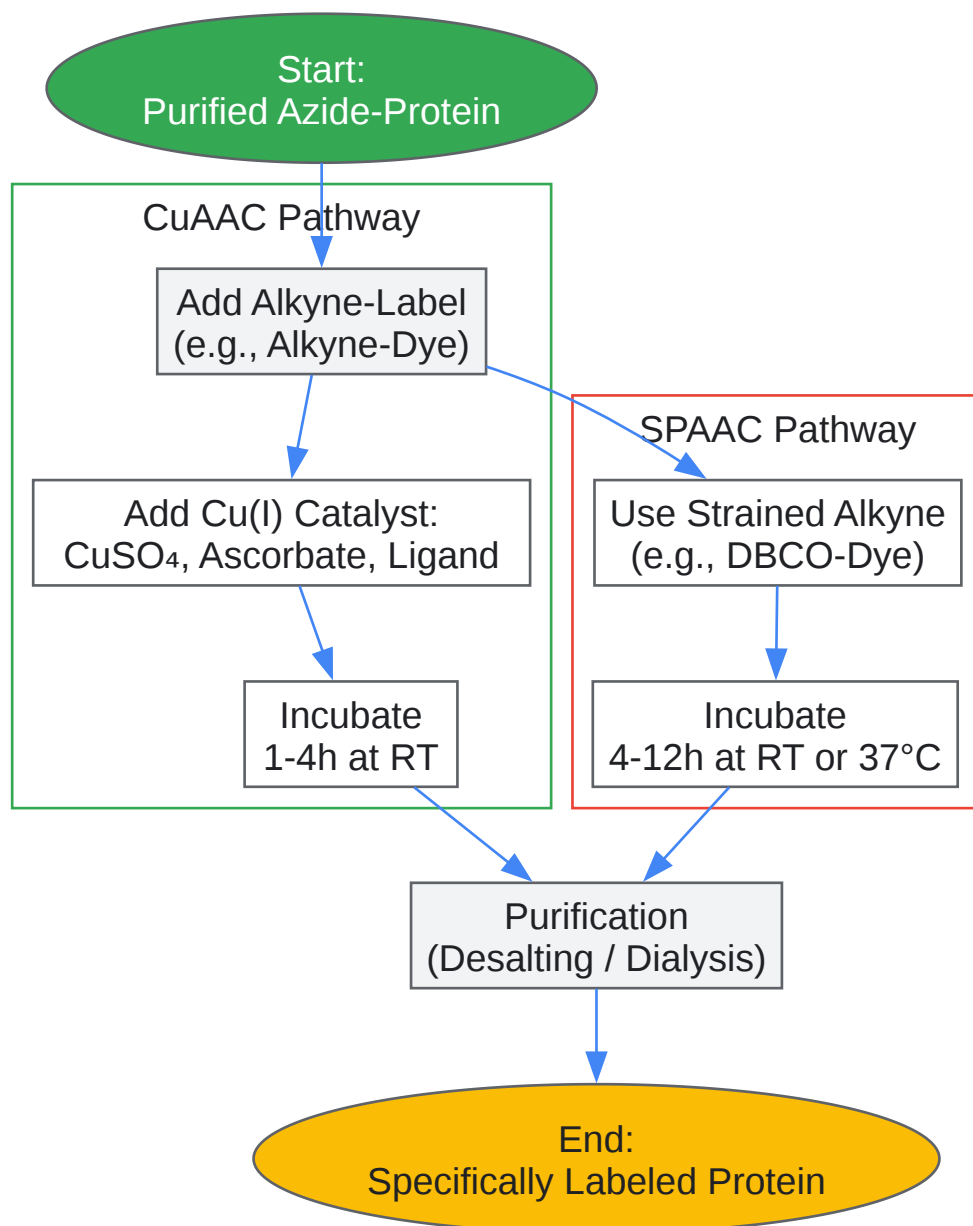 Start:
Purified Azide-Protein
CuAAC Pathway
Add Alkyne-Label
(e.g., Alkyne-Dye)
SPAAC Pathway
Add Cu(I) Catalyst:
CuSO₄, Ascorbate, Ligand
Use Strained Alkyne
(e.g., DBCO-Dye)
Incubate
1-4h at RT
Incubate
4-12h at RT or 37°C
Purification
(Desalting / Dialysis)
End:
Specifically Labeled Protein